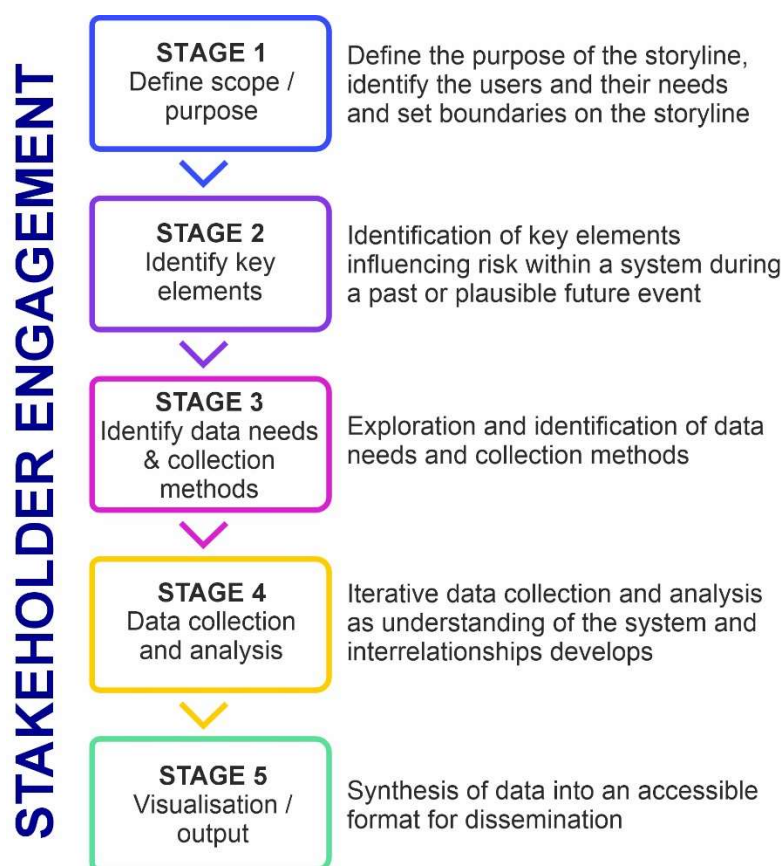 STAKEHOLDER ENGAGEMENT
STAGE 1
Define scope /
purpose
Define the purpose of the storyline,
identify the users and their needs
and set boundaries on the storyline
STAGE 2
Identify key
elements
Identification of key elements
influencing risk within a system during
a past or plausible future event
STAGE 3
Identify data needs
& collection
methods
Exploration and identification of data
needs and collection methods
STAGE 4
Data collection
and analysis
Iterative data collection and analysis
as understanding of the system and
interrelationships develops
STAGE 5
Visualisation /
output
Synthesis of data into an accessible
format for dissemination